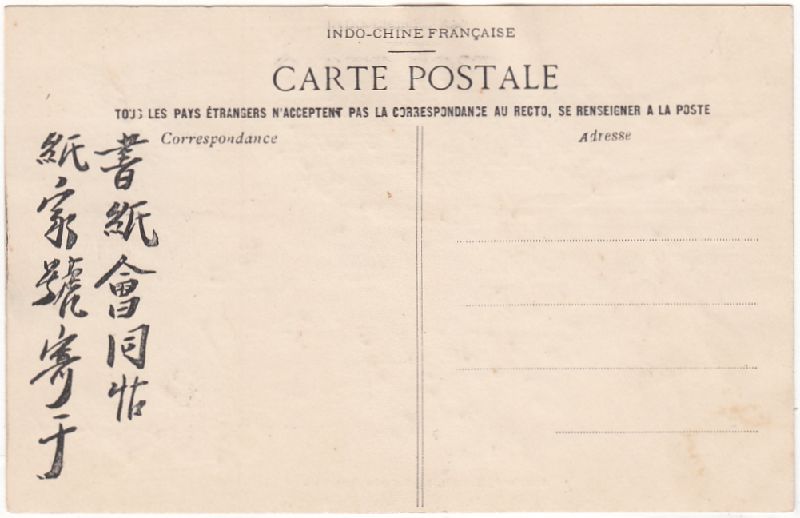 INDO-CHINE FRANÇAISE
CARTE POSTALE
TOUS LES PAYS ÉTRANGERS N'ACCEPTENT PAS LA CORRESPONDANCE AU RECTO, SE RENSEIGNER A LA POSTE
Correspondance
Adresse
書紙會同帖
紙家號寄于